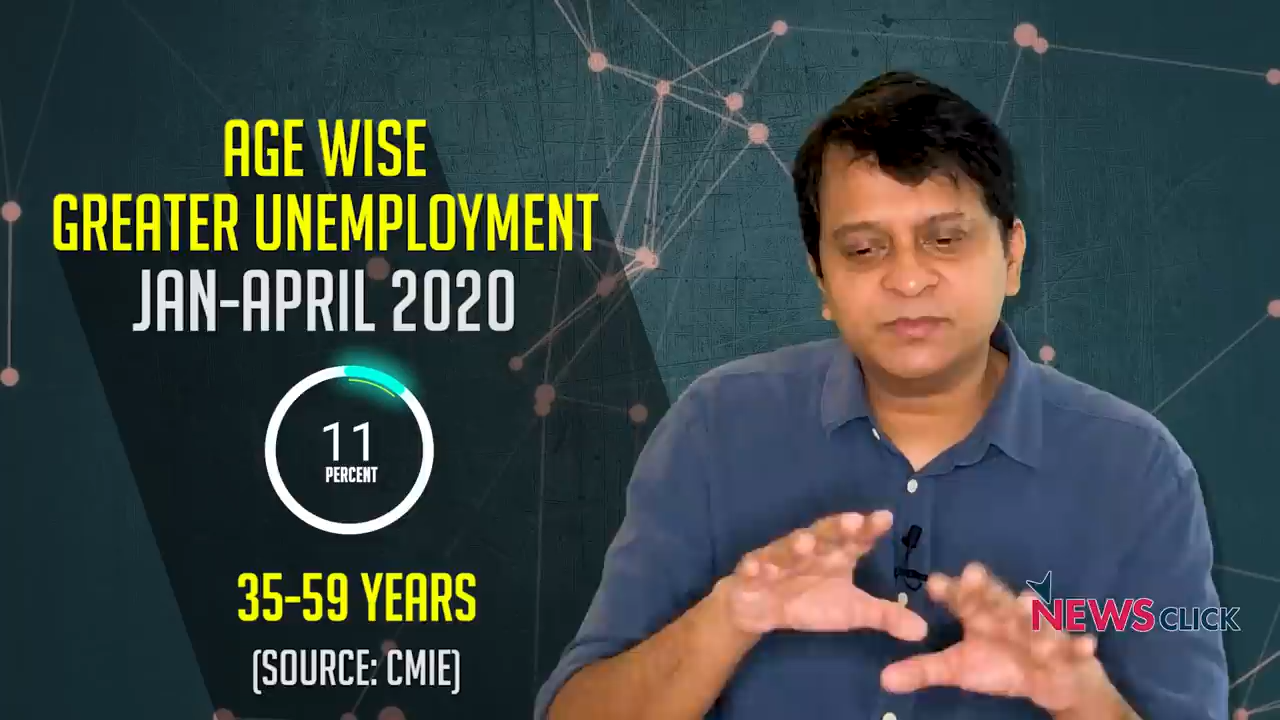 AGE WISE
GREATER UNEMPLOYMENT
JAN-APRIL 2020
11
PERCENT
35-59 YEARS
(SOURCE: CMIE)
NEWSCLICK